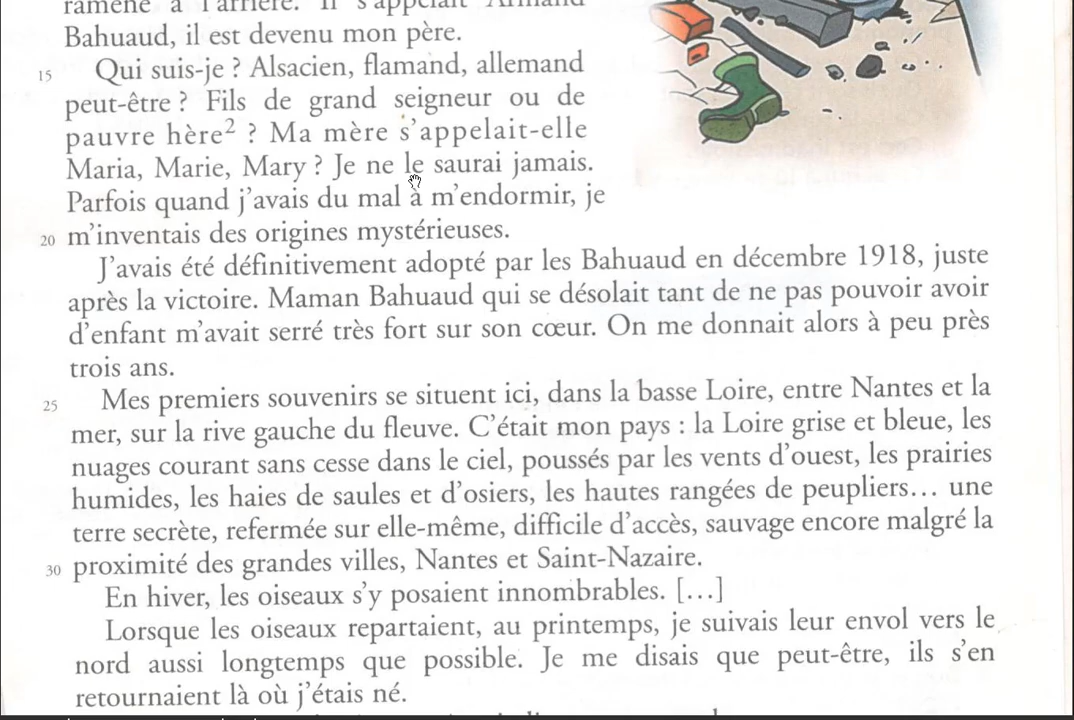 ramené à l'arrière. Il s'appelait Armand
Bahuaud, il est devenu mon père.
15 Qui suis-je ? Alsacien, flamand, allemand
peut-être ? Fils de grand seigneur ou de
pauvre hère2 ? Ma mère s'appelait-elle
Maria, Marie, Mary ? Je ne le saurai jamais.
Parfois quand j'avais du mal à m'endormir, je
20 m'inventais des origines mystérieuses.
J'avais été définitivement adopté par les Bahuaud en décembre 1918, juste
après la victoire. Maman Bahuaud qui se désolait tant de ne pas pouvoir avoir
d'enfant m'avait serré très fort sur son cœur. On me donnait alors à peu près
trois ans.
25 Mes premiers souvenirs se situent ici, dans la basse Loire, entre Nantes et la
mer, sur la rive gauche du fleuve. C'était mon pays : la Loire grise et bleue, les
nuages courant sans cesse dans le ciel, poussés par les vents d'ouest, les prairies
humides, les haies de saules et d'osiers, les hautes rangées de peupliers… une
terre secrète, refermée sur elle-même, difficile d'accès, sauvage encore malgré la
30 proximité des grandes villes, Nantes et Saint-Nazaire.
En hiver, les oiseaux s'y posaient innombrables. […]
Lorsque les oiseaux repartaient, au printemps, je suivais leur envol vers le
nord aussi longtemps que possible. Je me disais que peut-être, ils s'en
retournaient là où j'étais né.